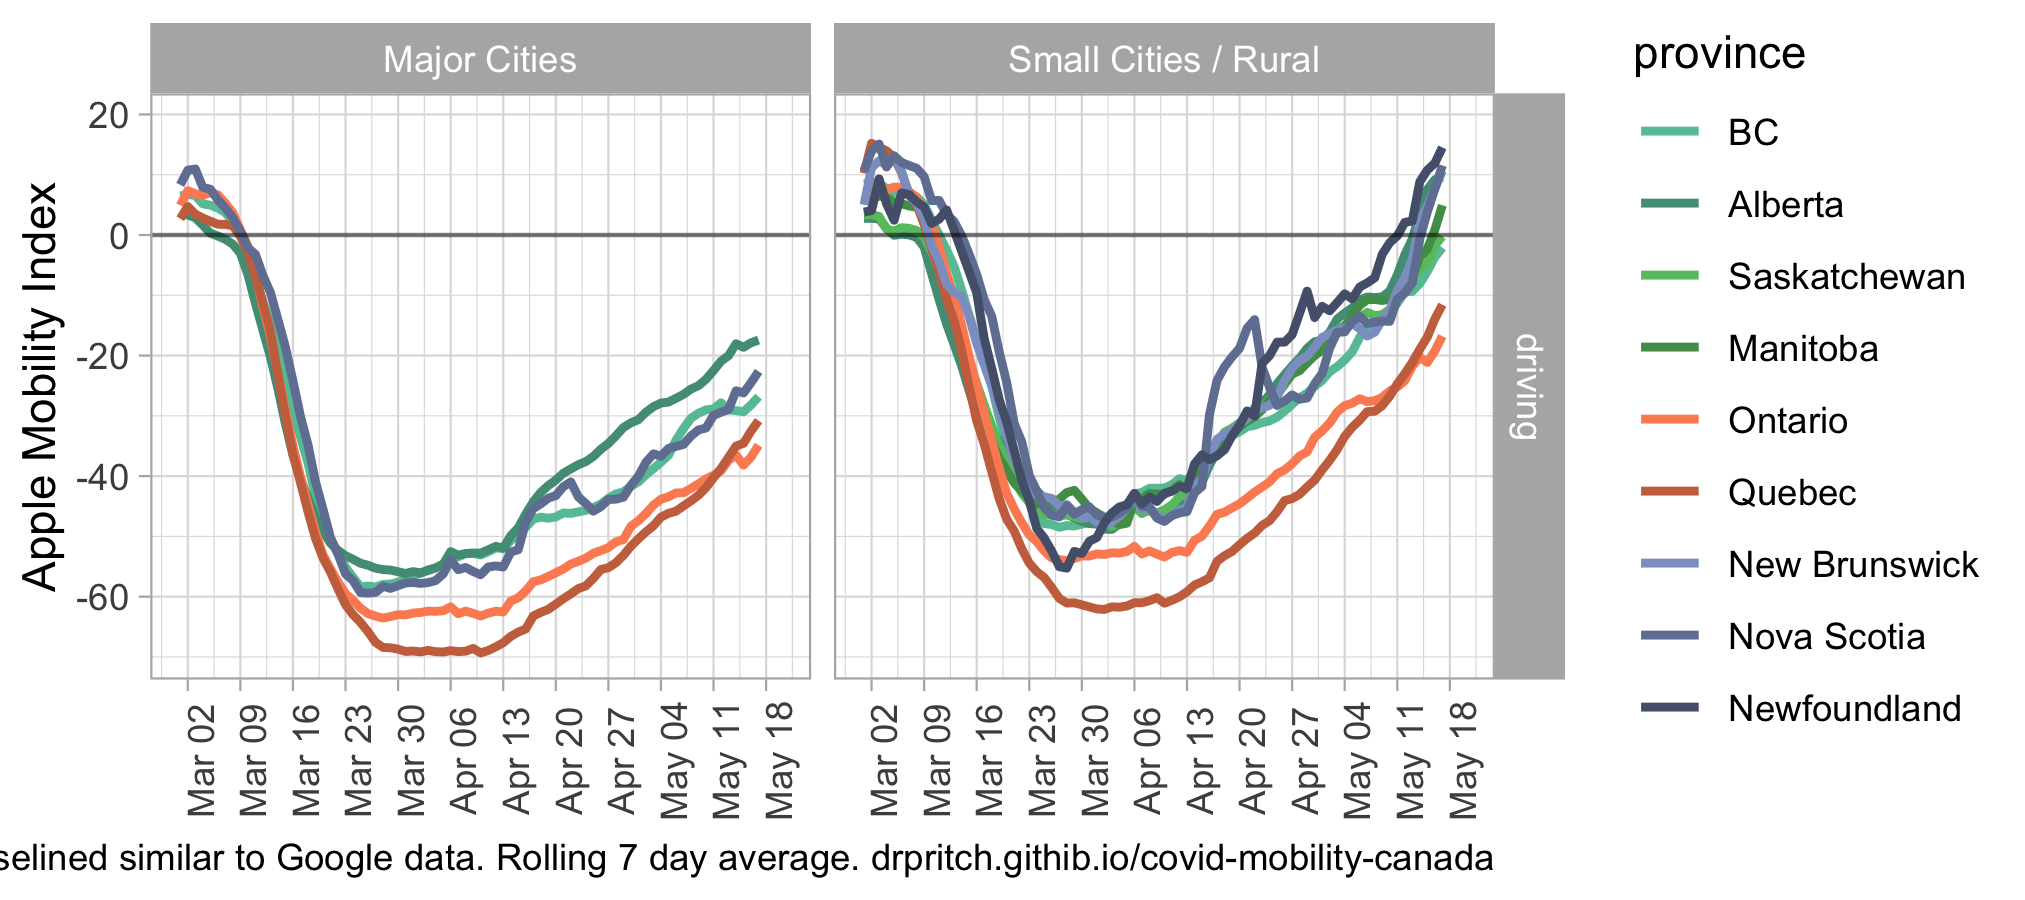 Major Cities
Small Cities / Rural
province
20
0
-20
-40
-60
Apple Mobility Index
driving
BC
Alberta
Saskatchewan
Manitoba
Ontario
Quebec
New Brunswick
Nova Scotia
Newfoundland
Mar 02
Mar 09
Mar 16
Mar 23
Mar 30
Apr 06
Apr 13
Apr 20
Apr 27
May 04
May 11
May 18
Mar 02
Mar 09
Mar 16
Mar 23
Mar 30
Apr 06
Apr 13
Apr 20
Apr 27
May 04
May 11
May 18
selined similar to Google data. Rolling 7 day average. drpritch.githib.io/covid-mobility-canada